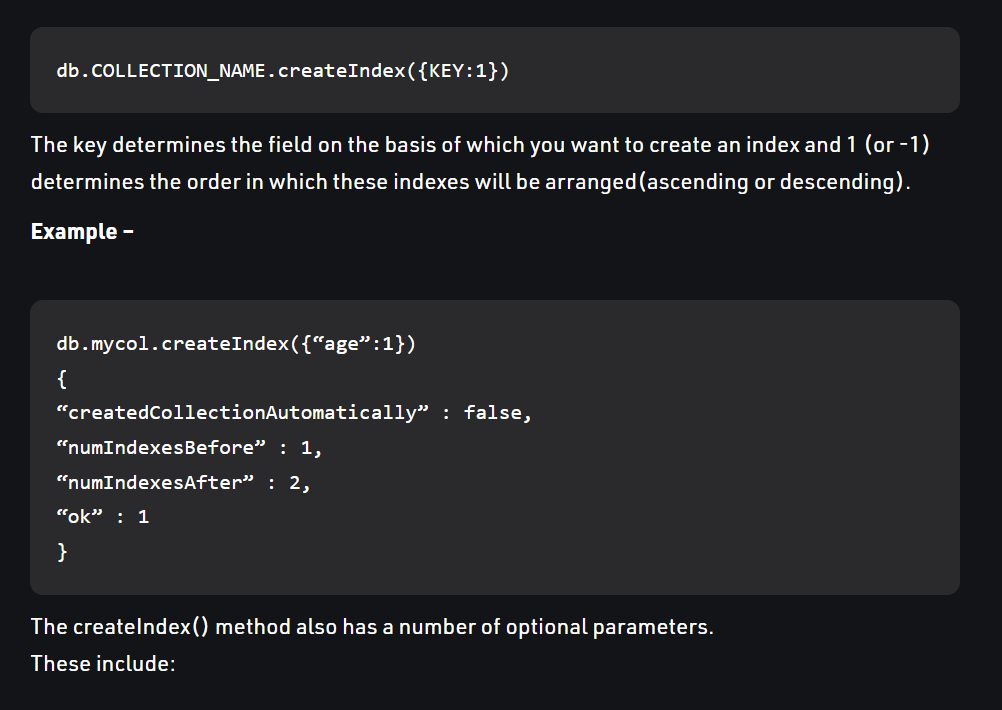 db.COLLECTION_NAME.createIndex({KEY:1})
The key determines the field on the basis of which you want to create an index and 1 (or -1)
determines the order in which these indexes will be arranged(ascending or descending).
Example –
db.mycol.createIndex({“age”:1})
{
“createdCollectionAutomatically” : false,
“numIndexesBefore” : 1,
“numIndexesAfter” : 2,
“ok” : 1
}
The createIndex() method also has a number of optional parameters.
These include: